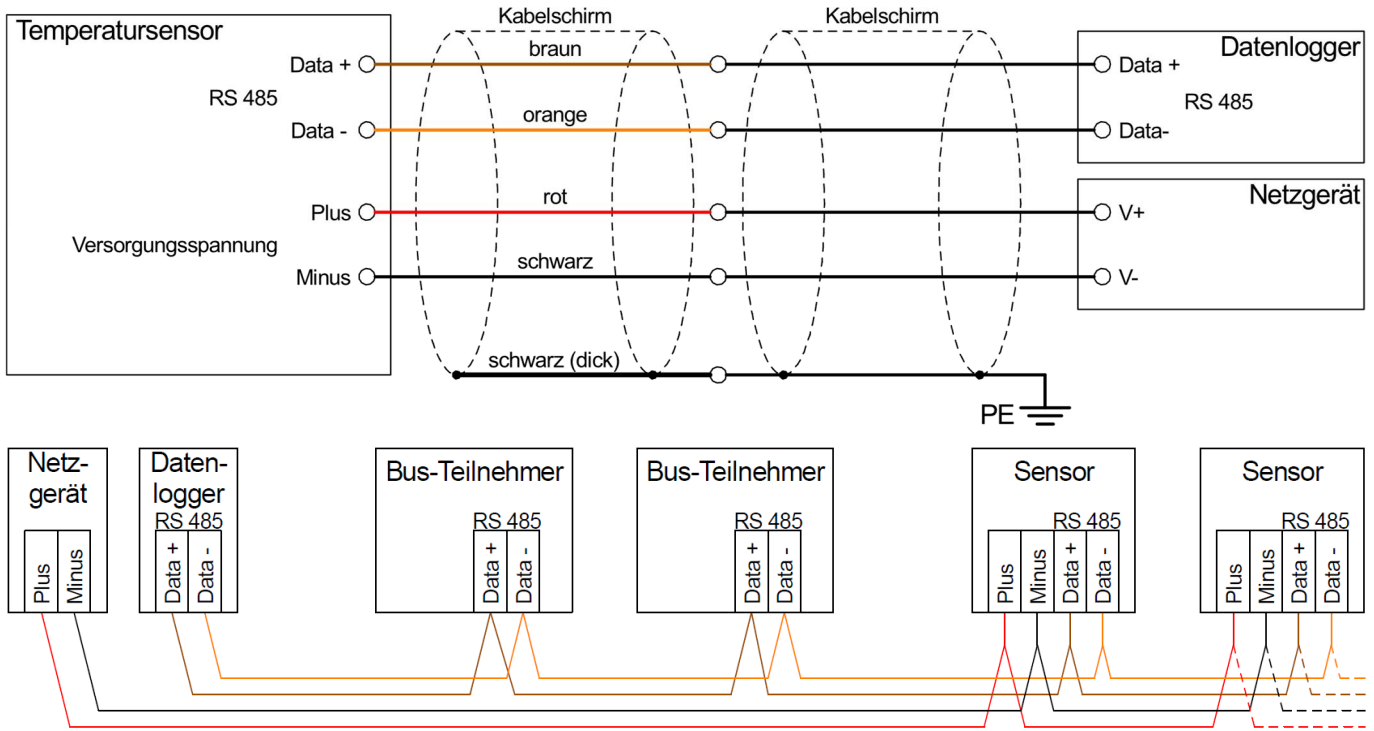 Kabelschirm
Kabelschirm
Temperatursensor
braun
Datenlogger
Data +
Data +
RS 485
RS 485
orange
Data -
Data-
rot
Netzgerät
Plus
V+
Versorgungsspannung
schwarz
Minus
V-
schwarz (dick)
PE
Netz-
gerät
Plus
Minus
Daten-
logger
RS 485
Data +
Data -
Bus-Teilnehmer
RS 485
Data +
Data -
Bus-Teilnehmer
RS 485
Data +
Data -
Sensor
RS 485
Plus
Minus
Data +
Data -
Sensor
RS 485
Plus
Minus
Data +
Data -